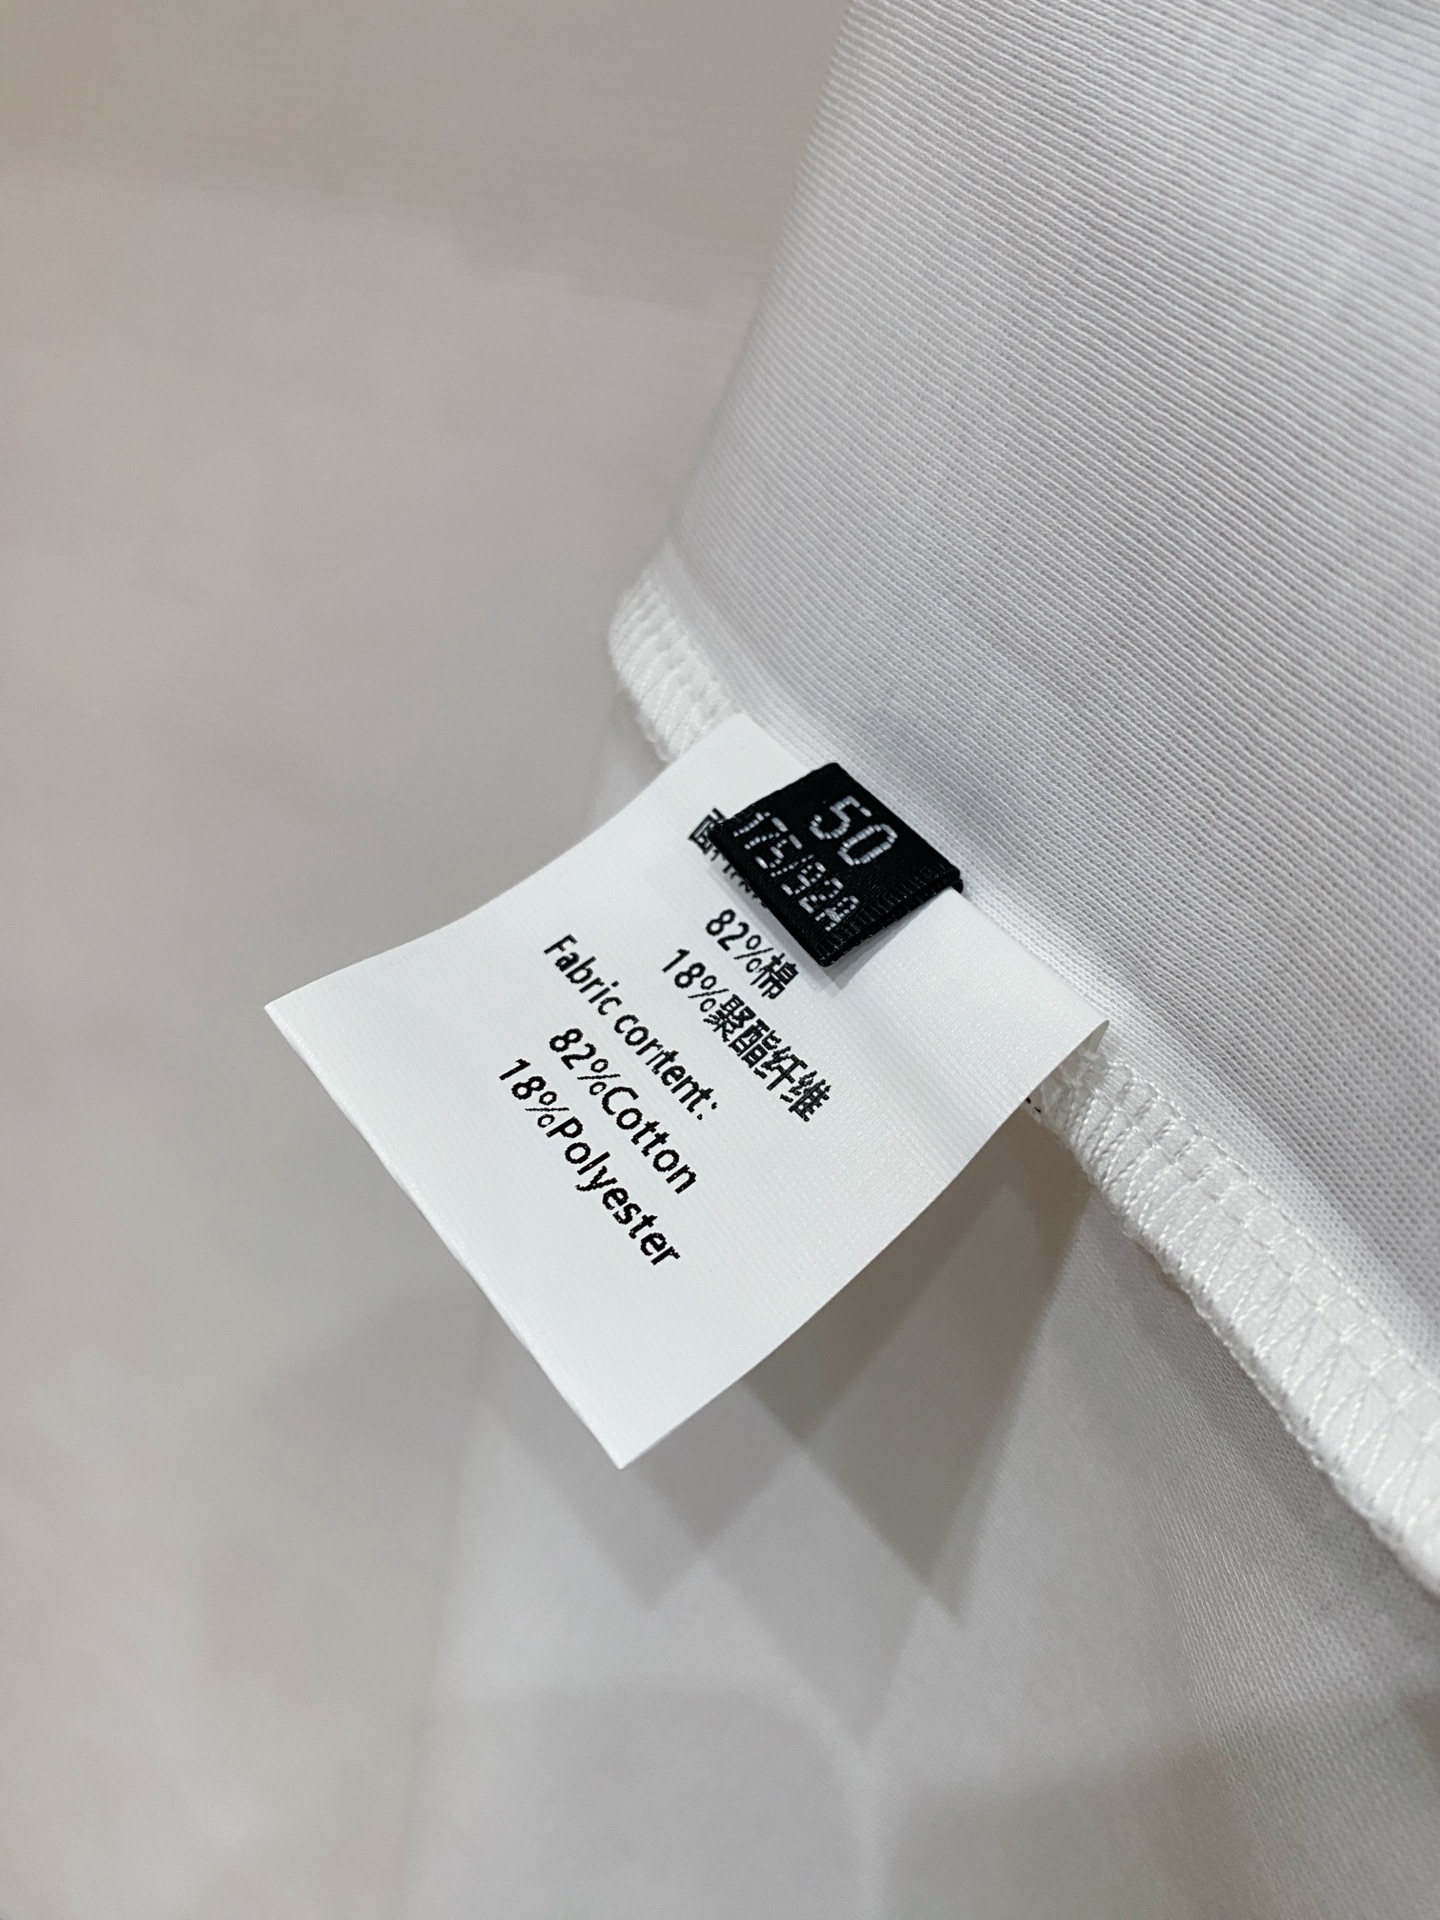 50
175/92A
82%棉
18%聚酯纤维
Fabric content:
82%Cotton
18%Polyester